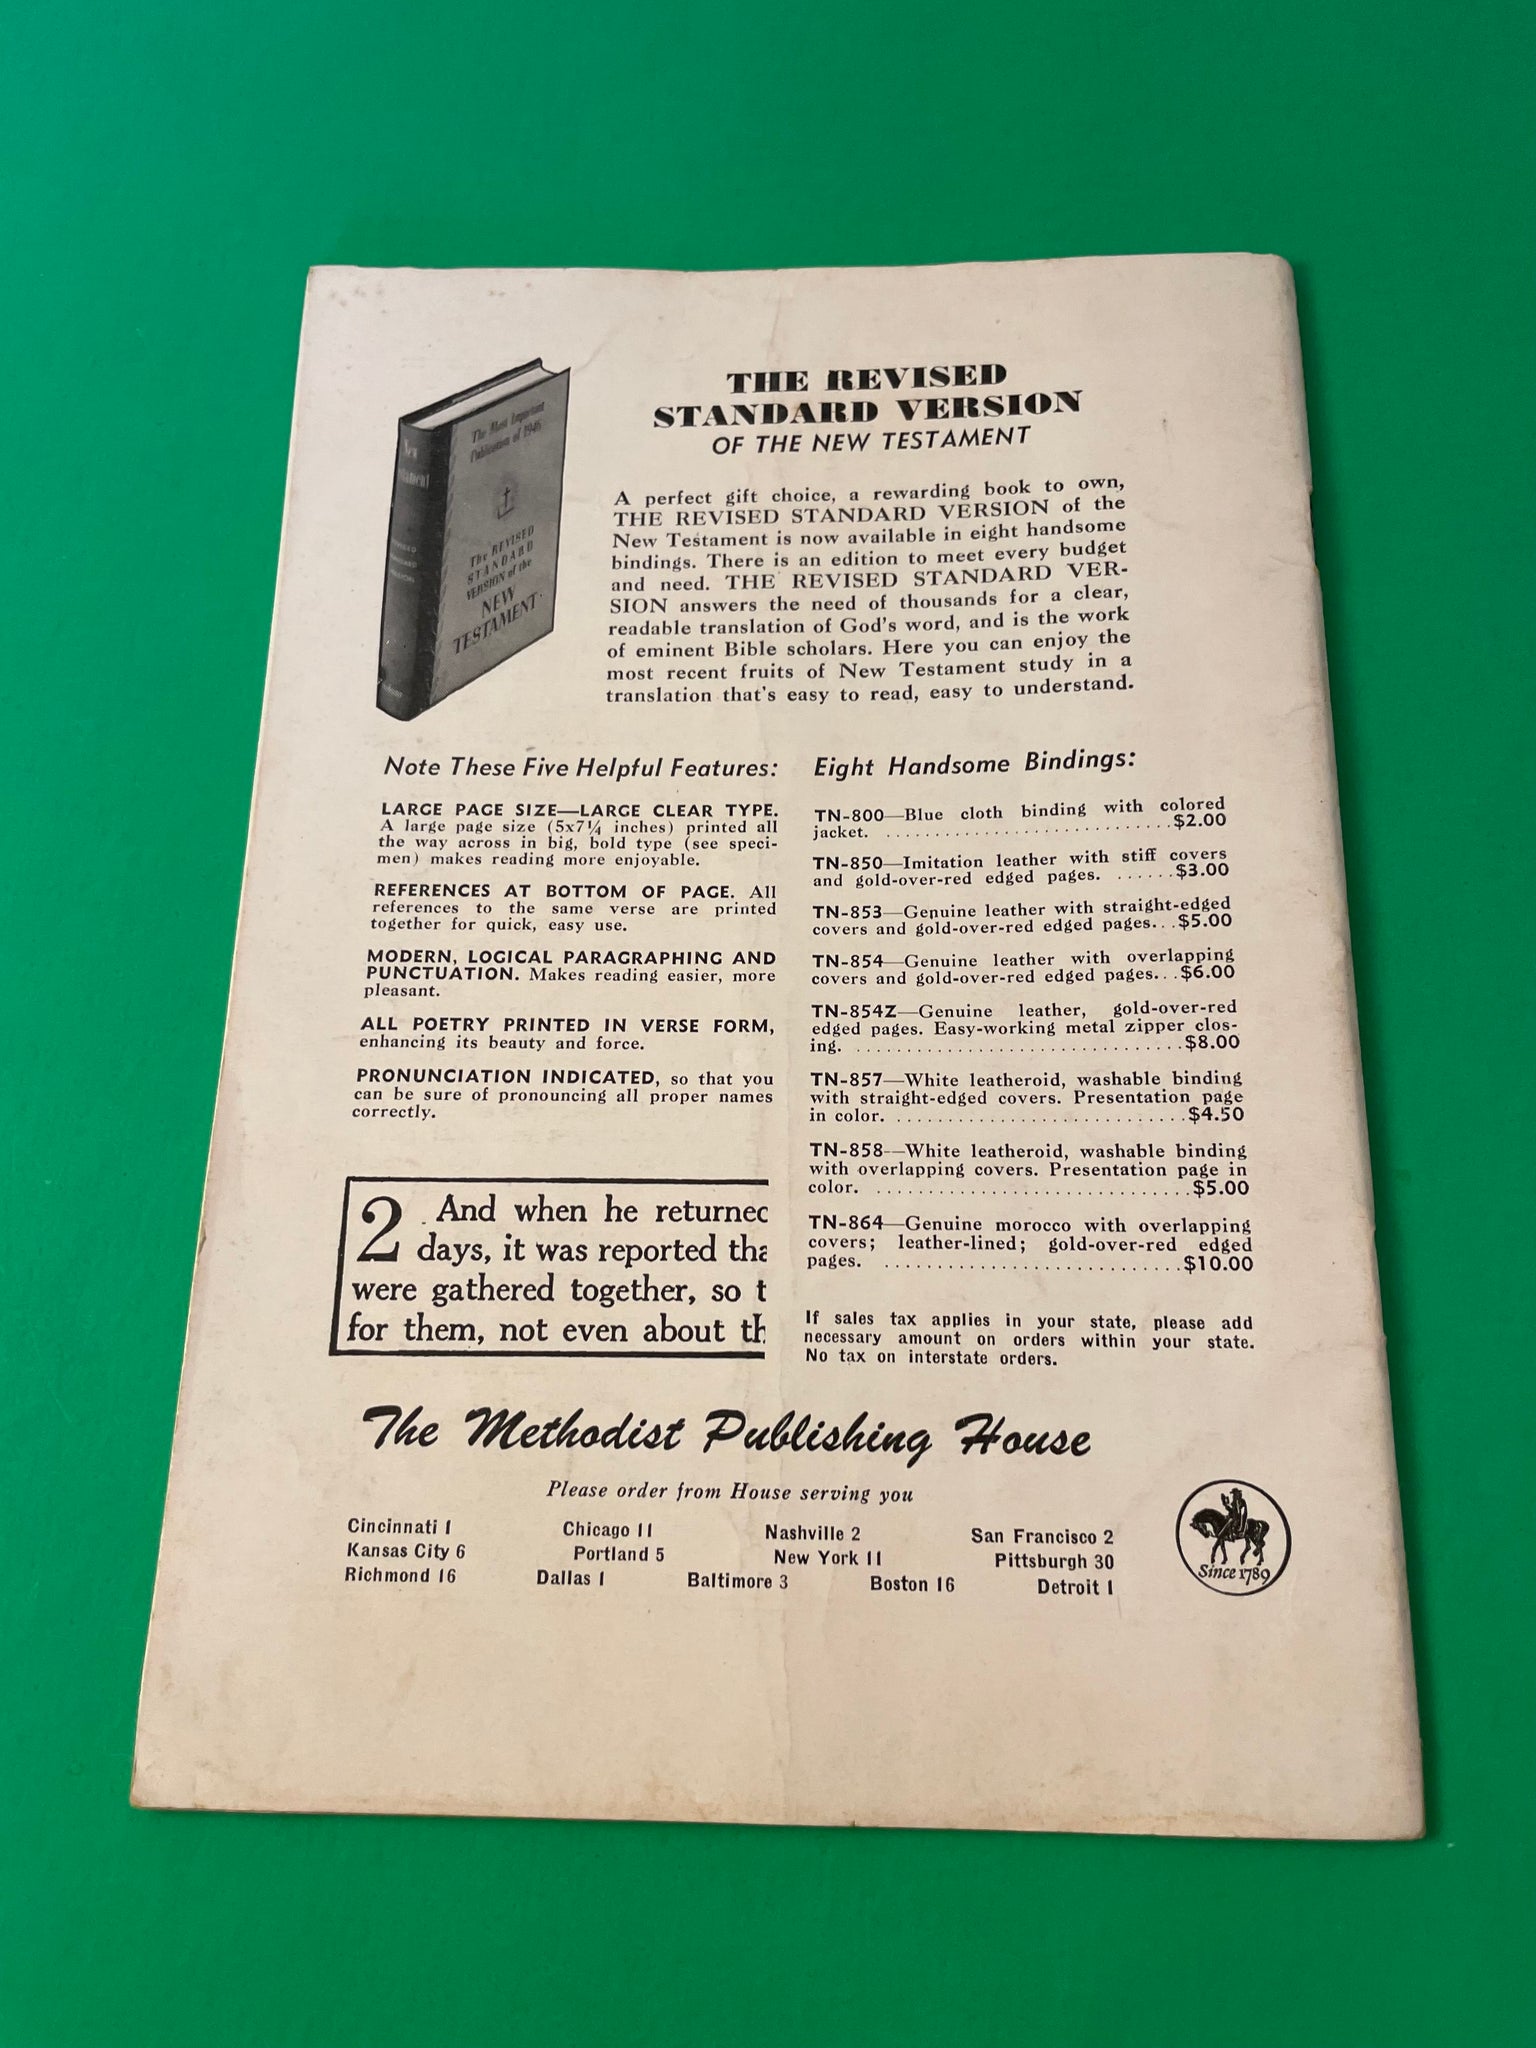 The Most Important
Publication of 1946
The REVISED
STANDARD
VERSION of the
NEW
TESTAMENT
THE REVISED
STANDARD VERSION
OF THE NEW TESTAMENT
A perfect gift choice, a rewarding book to own,
THE REVISED STANDARD VERSION of the
New Testament is now available in eight handsome
bindings. There is an edition to meet every budget
and need. THE REVISED STANDARD VER-
SION answers the need of thousands for a clear,
readable translation of God's word, and is the work
of eminent Bible scholars. Here you can enjoy the
most recent fruits of New Testament study in a
translation that's easy to read, easy to understand.
Note These Five Helpful Features:
LARGE PAGE SIZE—LARGE CLEAR TYPE.
A large page size (5x7¼ inches) printed all
the way across in big, bold type (see speci-
men) makes reading more enjoyable.
REFERENCES AT BOTTOM OF PAGE. All
references to the same verse are printed
together for quick, easy use.
MODERN, LOGICAL PARAGRAPHING AND
PUNCTUATION. Makes reading easier, more
pleasant.
ALL POETRY PRINTED IN VERSE FORM,
enhancing its beauty and force.
PRONUNCIATION INDICATED, so that you
can be sure of pronouncing all proper names
correctly.
2 And when he returned
days, it was reported tha
were gathered together, so t
for them, not even about th
Eight Handsome Bindings:
TN-800—Blue cloth binding with colored
jacket. ............................$2.00
TN-850—Imitation leather with stiff covers
and gold-over-red edged pages. ......$3.00
TN-853—Genuine leather with straight-edged
covers and gold-over-red edged pages...$5.00
TN-854—Genuine leather with overlapping
covers and gold-over-red edged pages...$6.00
TN-854Z—Genuine leather, gold-over-red
edged pages. Easy-working metal zipper clos-
ing. ................................$8.00
TN-857—White leatheroid, washable binding
with straight-edged covers. Presentation page
in color. ............................$4.50
TN-858—White leatheroid, washable binding
with overlapping covers. Presentation page in
color. ..............................$5.00
TN-864—Genuine morocco with overlapping
covers; leather-lined; gold-over-red edged
pages. .............................$10.00
If sales tax applies in your state, please add
necessary amount on orders within your state.
No tax on interstate orders.
The Methodist Publishing House
Please order from House serving you
Cincinnati 1 Chicago 11 Nashville 2 San Francisco 2
Kansas City 6 Portland 5 New York 11 Pittsburgh 30
Richmond 16 Dallas 1 Baltimore 3 Boston 16 Detroit 1
Since 1789